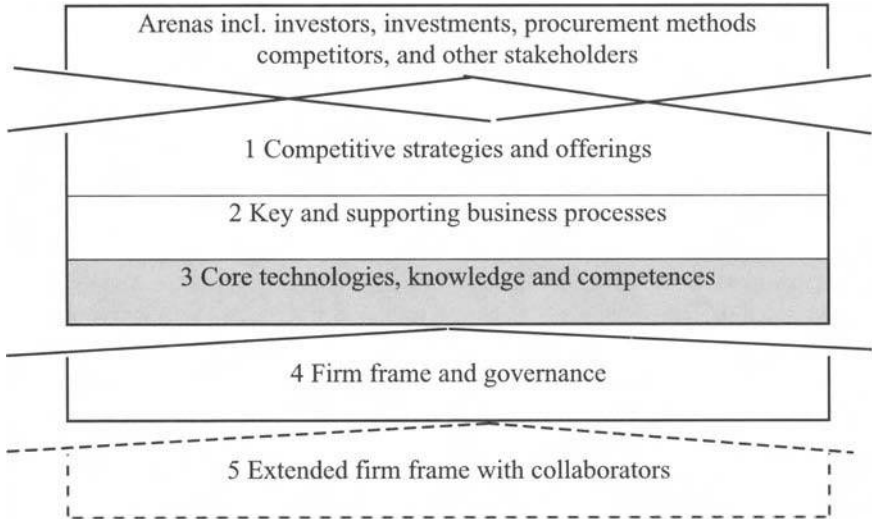 Arenas incl. investors, investments, procurement methods
competitors, and other stakeholders
1 Competitive strategies and offerings
2 Key and supporting business processes
3 Core technologies, knowledge and competences
4 Firm frame and governance
5 Extended firm frame with collaborators